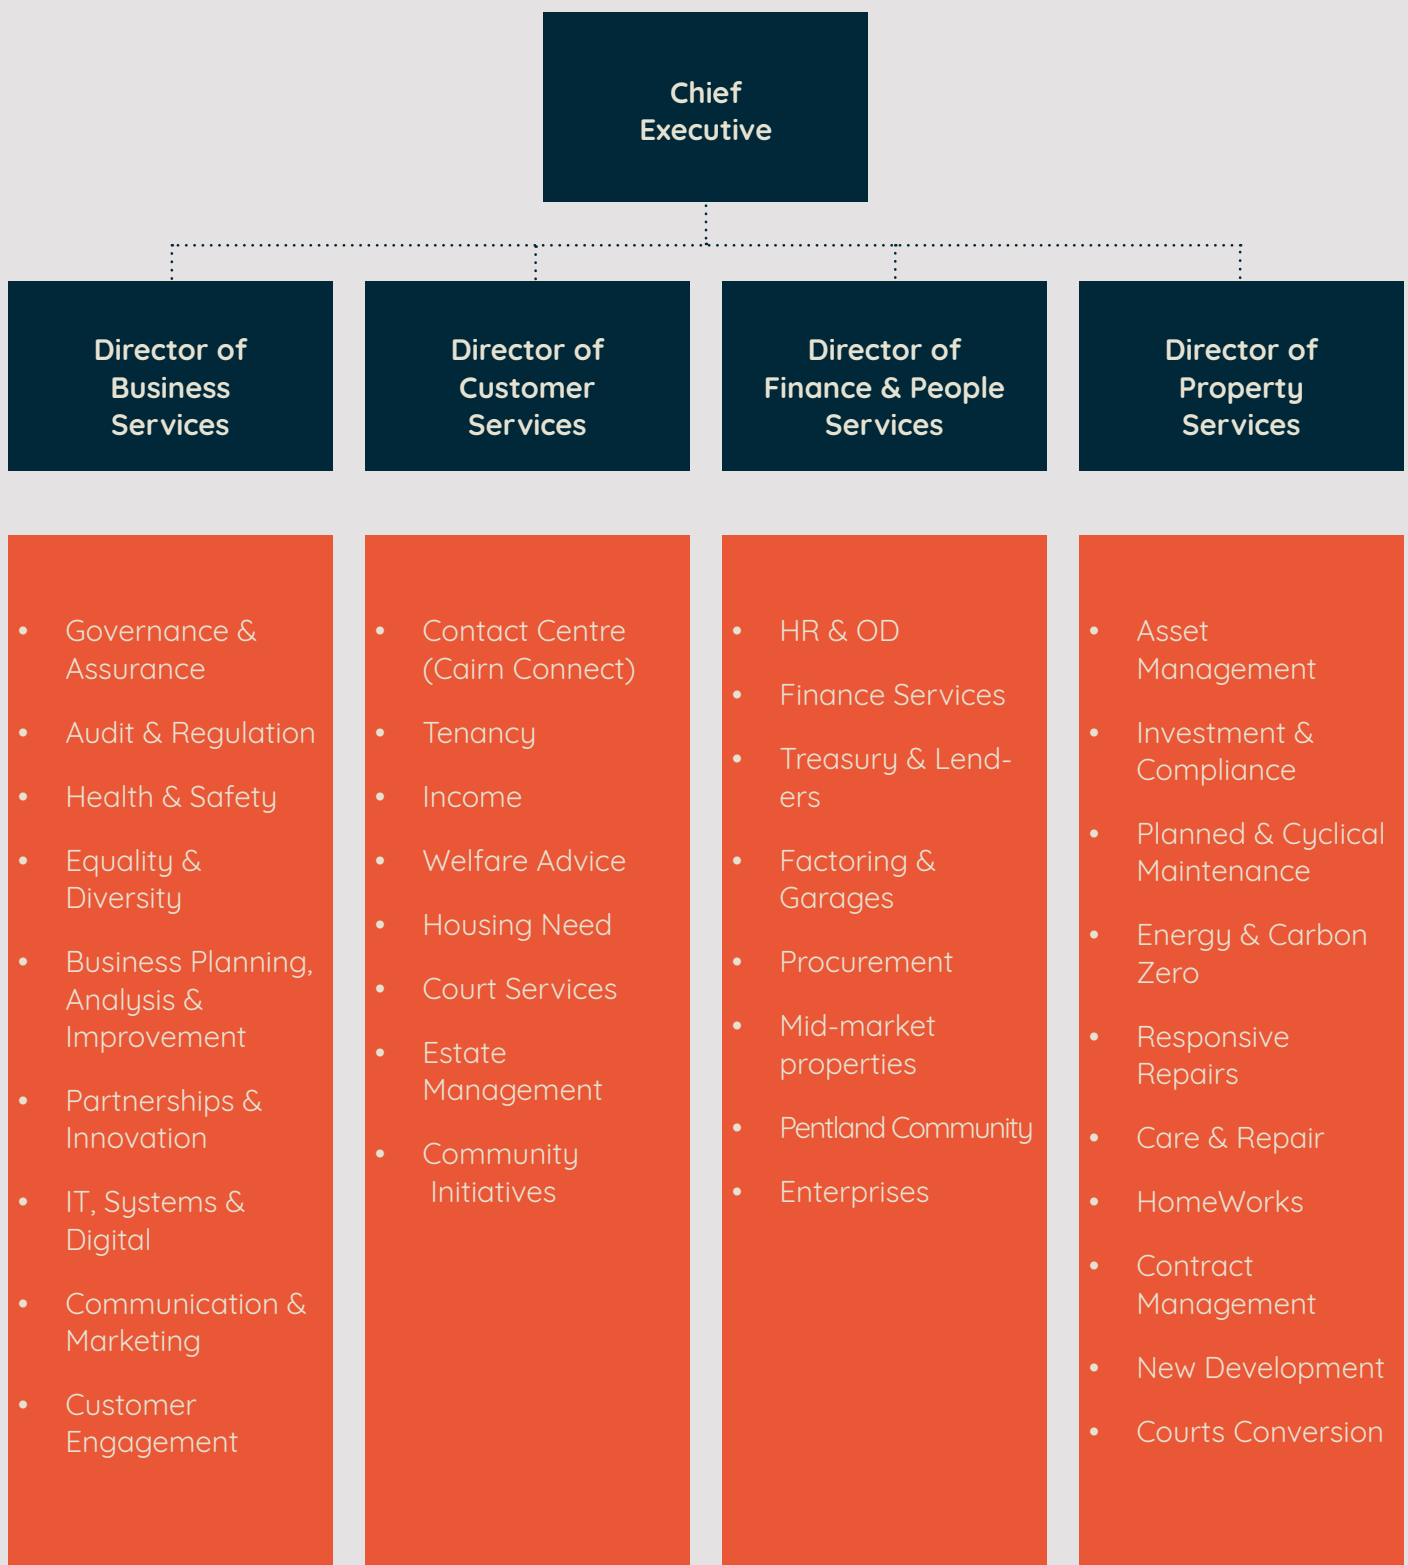 Chief
Executive
Director of
Business
Services
Director of
Customer
Services
Director of
Finance & People
Services
Director of
Property
Services
• Governance &
Assurance
• Audit & Regulation
• Health & Safety
• Equality &
Diversity
• Business Planning,
Analysis &
Improvement
• Partnerships &
Innovation
• IT, Systems &
Digital
• Communication &
Marketing
• Customer
Engagement
• Contact Centre
(Cairn Connect)
• Tenancy
• Income
• Welfare Advice
• Housing Need
• Court Services
• Estate
Management
• Community
Initiatives
• HR & OD
• Finance Services
• Treasury & Lend-
ers
• Factoring &
Garages
• Procurement
• Mid-market
properties
• Pentland Community
• Enterprises
• Asset
Management
• Investment &
Compliance
• Planned & Cyclical
Maintenance
• Energy & Carbon
Zero
• Responsive
Repairs
• Care & Repair
• HomeWorks
• Contract
Management
• New Development
• Courts Conversion